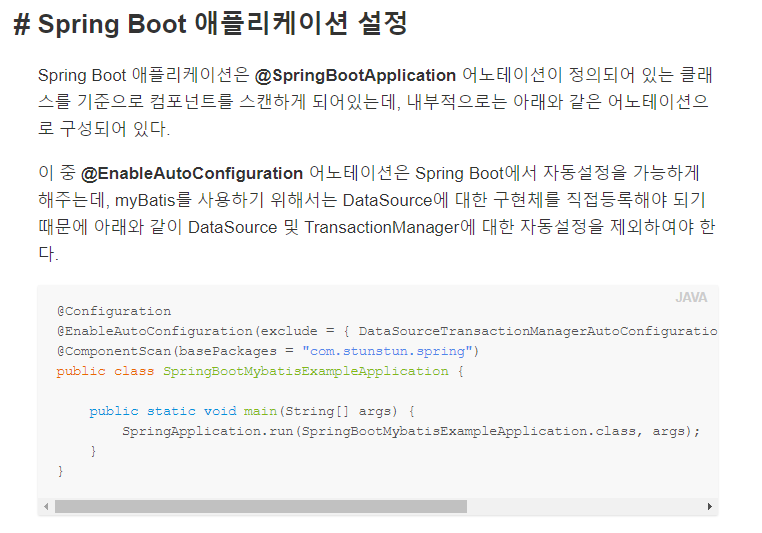 # Spring Boot 애플리케이션 설정
Spring Boot 애플리케이션은 @SpringBootApplication 어노테이션이 정의되어 있는 클래
스를 기준으로 컴포넌트를 스캔하게 되어있는데, 내부적으로는 아래와 같은 어노테이션으
로 구성되어 있다.
이 중 @EnableAutoConfiguration 어노테이션은 Spring Boot에서 자동설정을 가능하게
해주는데, myBatis를 사용하기 위해서는 DataSource에 대한 구현체를 직접등록해야 되기
때문에 아래와 같이 DataSource 및 TransactionManager에 대한 자동설정을 제외하여야 한
다.
JAVA
@Configuration
@EnableAutoConfiguration(exclude = { DataSourceTransactionManagerAutoConfiguratio
@ComponentScan(basePackages = "com.stunstun.spring")
public class SpringBootMybatisExampleApplication {
public static void main(String[] args) {
SpringApplication.run(SpringBootMybatisExampleApplication.class, args);
}
}